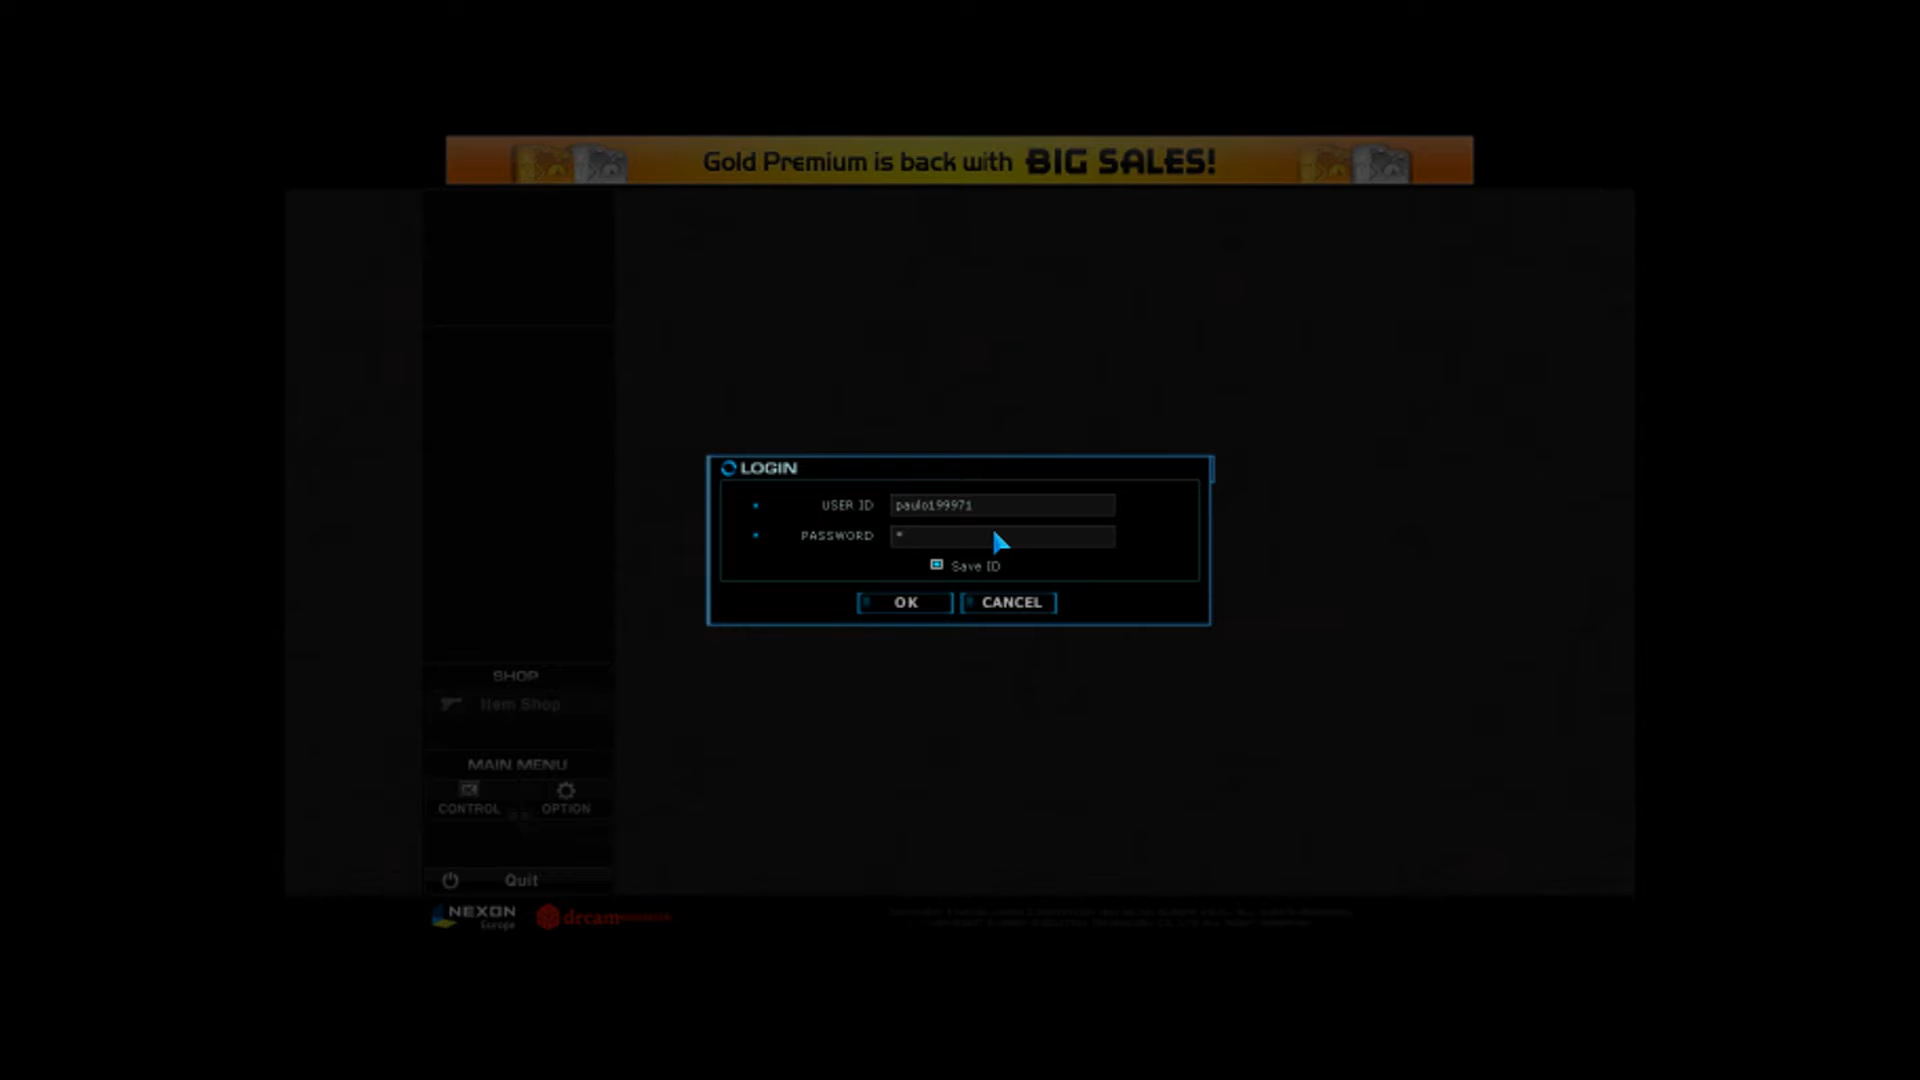 Gold Premium is back with BIG SALES!
LOGIN
USER ID paulo199971
PASSWORD *
Save ID
OK CANCEL
SHOP
Item Shop
MAIN MENU
CONTROL OPTION
Quit
NEXON
Europe